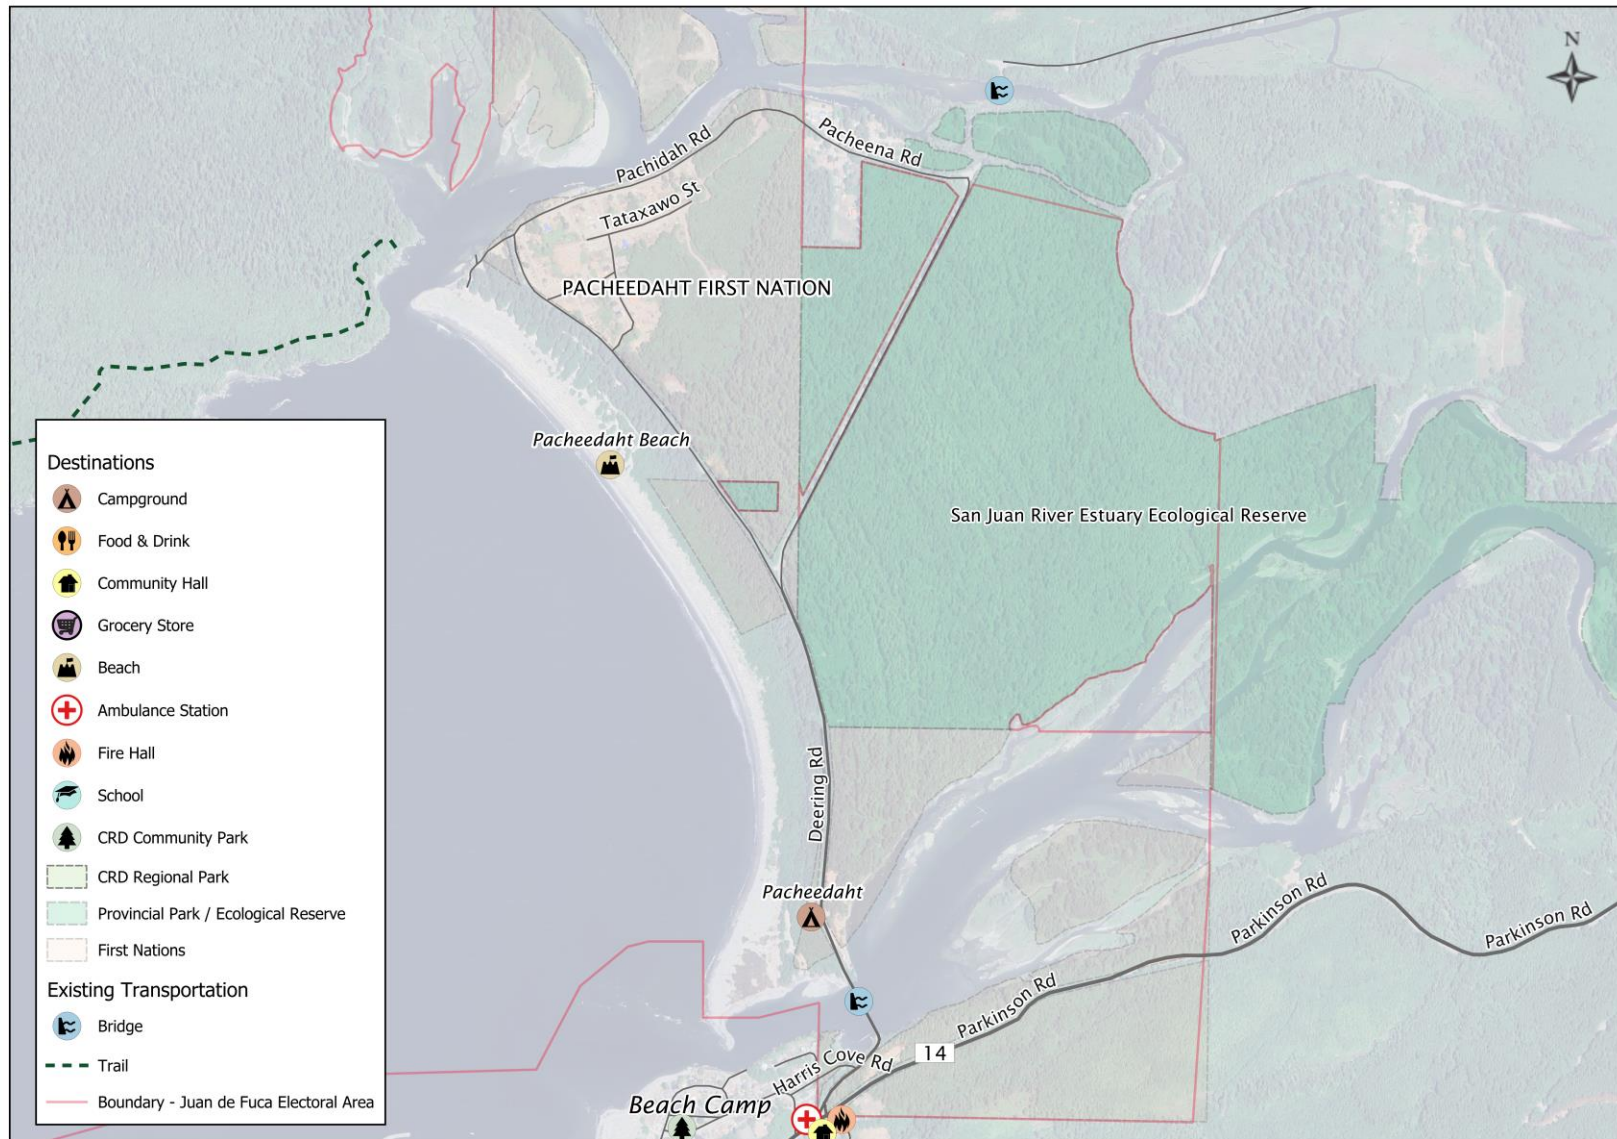 N
Pachidah Rd
Pacheena Rd
Tataxawo St
PACHEEDAHT FIRST NATION
Pacheedaht Beach
San Juan River Estuary Ecological Reserve
Deering Rd
Pacheedaht
Parkinson Rd
Parkinson Rd
Parkinson Rd
14
Harris Cove Rd
Beach Camp
Destinations
Campground
Food & Drink
Community Hall
Grocery Store
Beach
Ambulance Station
Fire Hall
School
CRD Community Park
CRD Regional Park
Provincial Park / Ecological Reserve
First Nations
Existing Transportation
Bridge
Trail
Boundary - Juan de Fuca Electoral Area